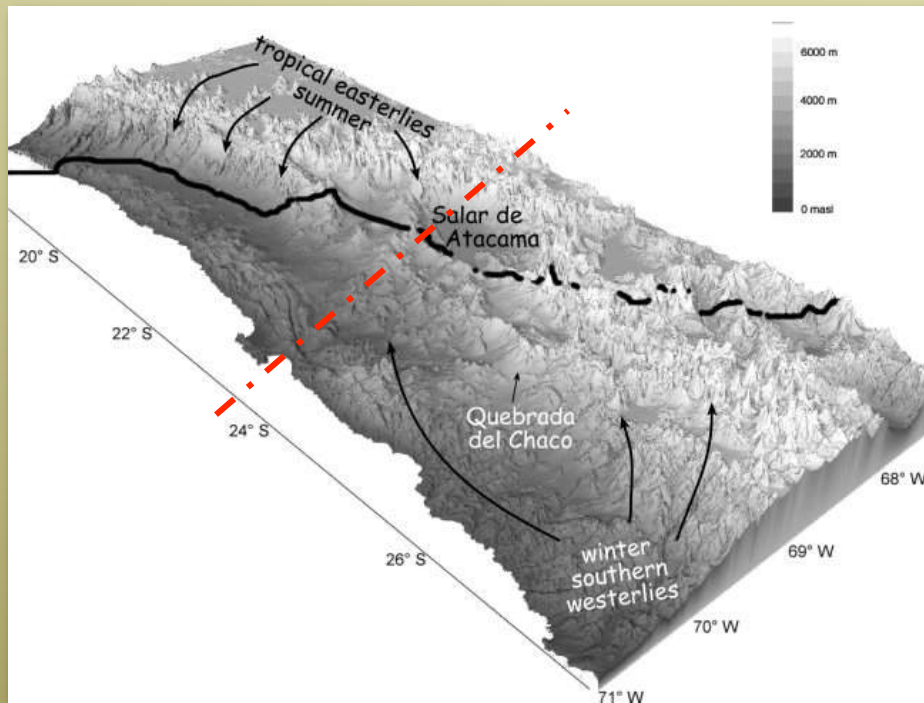 tropical easterlies
summer
6000 m
4000 m
2000 m
0 masl
Salar de
Atacama
20° S
22° S
24° S
26° S
Quebrada
del Chaco
winter
southern
westerlies
68° W
69° W
70° W
71° W